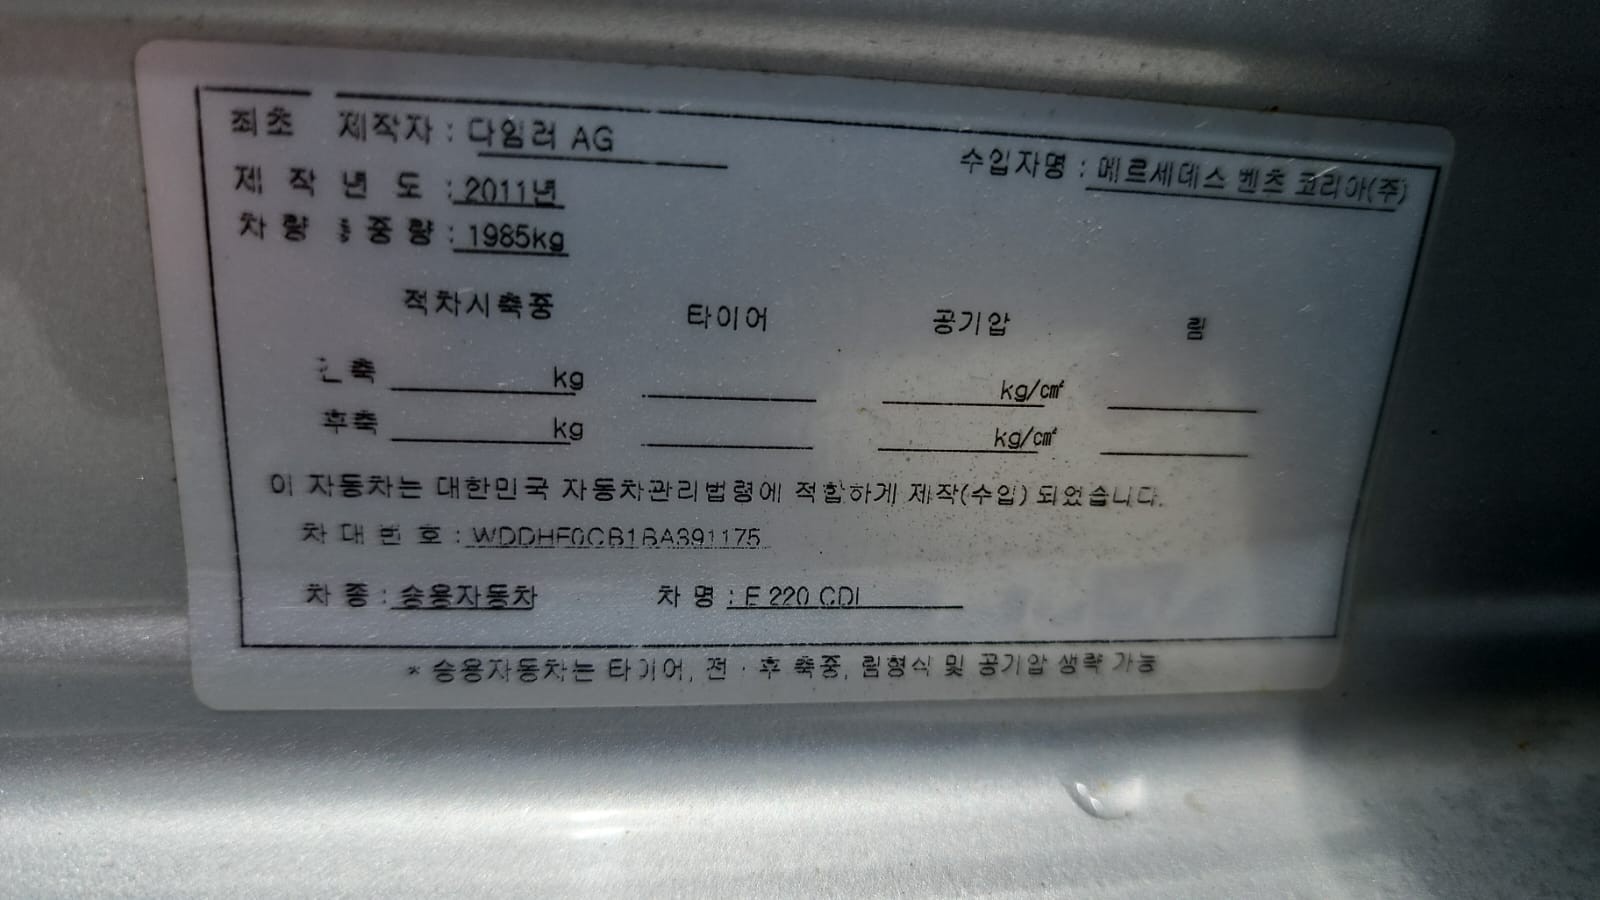 최초 제작자 : 다임러 AG
수입자명 : 메르세데스 벤츠 코리아(주)
제 작 년 도 : 2011년
차 량 총 중 량 : 1985kg
적차시축중 타이어 공기압 림
전축 kg kg/cm²
후축 kg kg/cm²
이 자동차는 대한민국 자동차관리법령에 적합하게 제작(수입) 되었습니다.
차 대 번 호 : WDDHF0CB1BA391175
차 종 : 승용자동차 차 명 : E 220 CDI
* 승용자동차는 타이어, 전 · 후 축중, 림형식 및 공기압 생략 가능